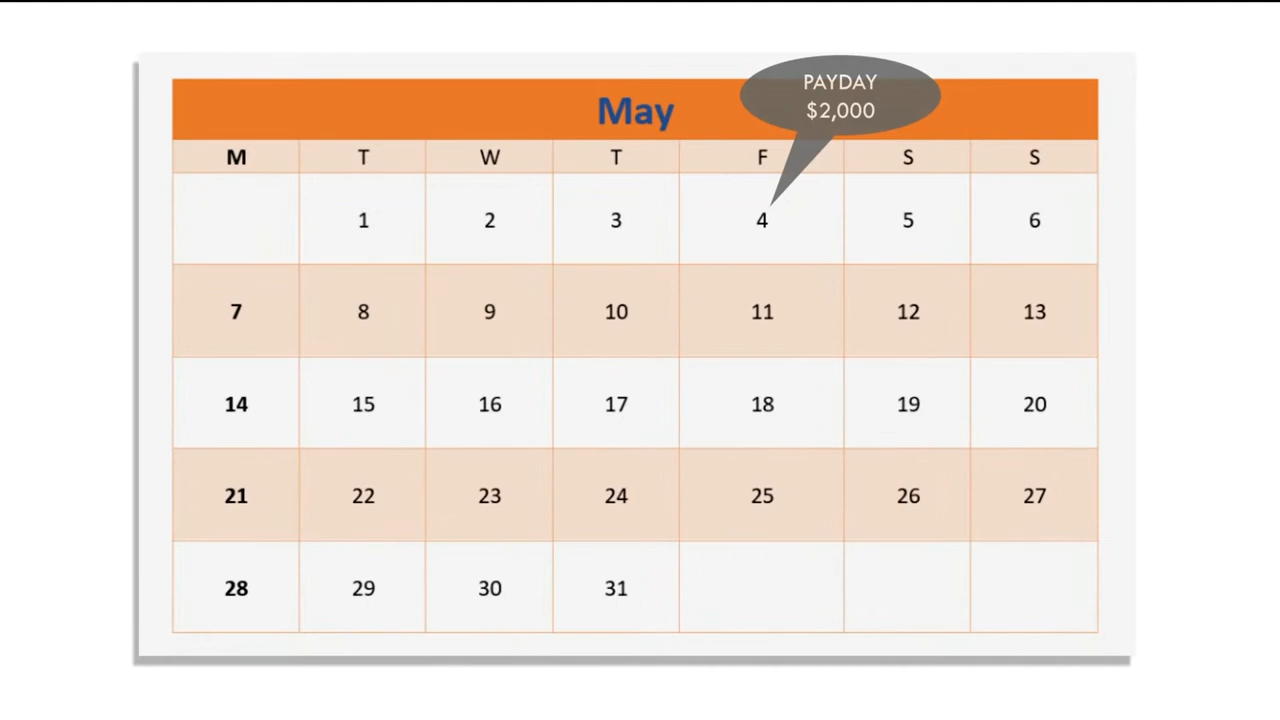 PAYDAY
$2,000
May
M T W T F S S
1 2 3 4 5 6
7 8 9 10 11 12 13
14 15 16 17 18 19 20
21 22 23 24 25 26 27
28 29 30 31